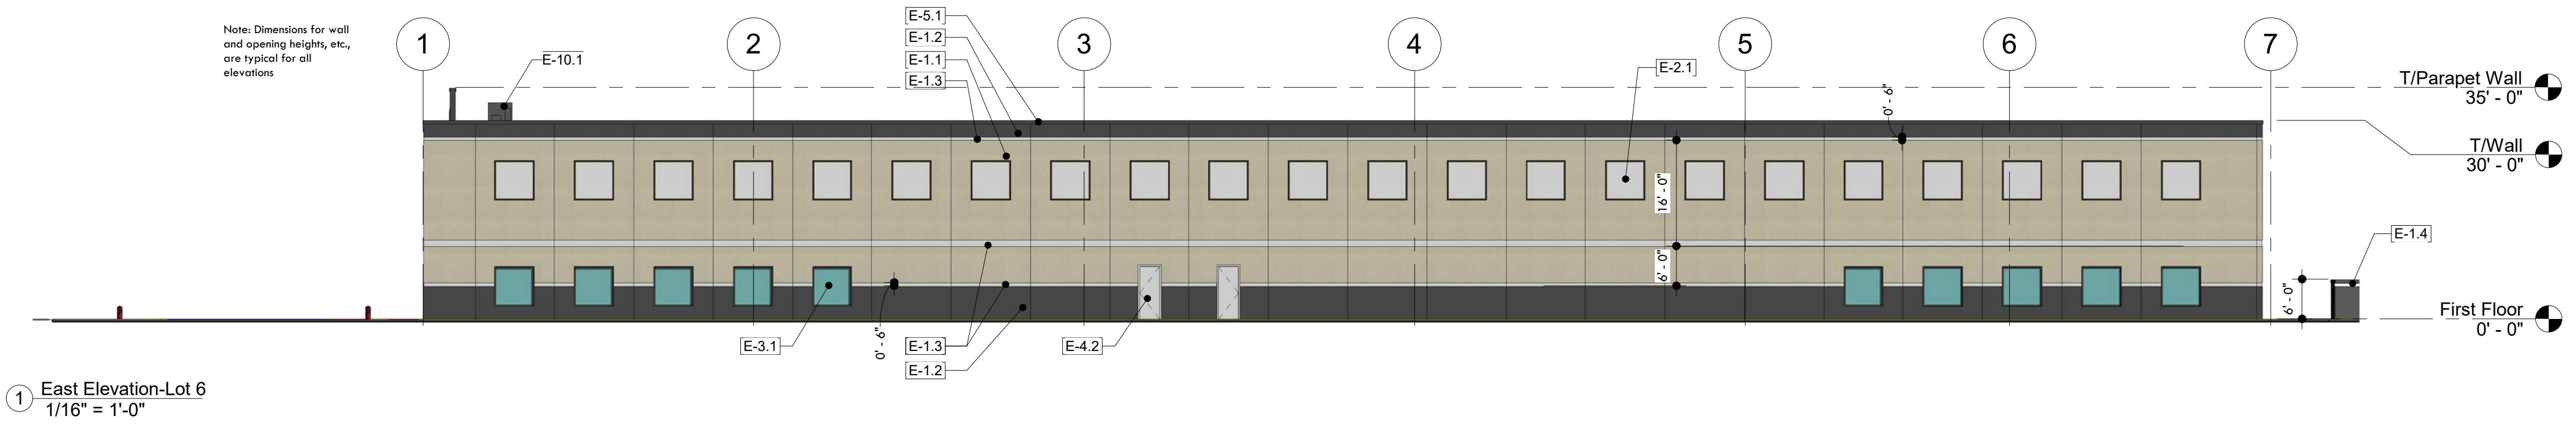 Note: Dimensions for wall
and opening heights, etc.,
are typical for all
elevations
1
2
3
4
5
6
7
E-10.1
E-5.1
E-1.2
E-1.1
E-1.3
E-2.1
0' - 6"
T/Parapet Wall
35' - 0"
T/Wall
30' - 0"
16' - 0"
6' - 0"
E-1.4
6' - 0"
First Floor
0' - 0"
E-3.1
0' - 6"
E-1.3
E-1.2
E-4.2
1
East Elevation-Lot 6
1/16" = 1'-0"